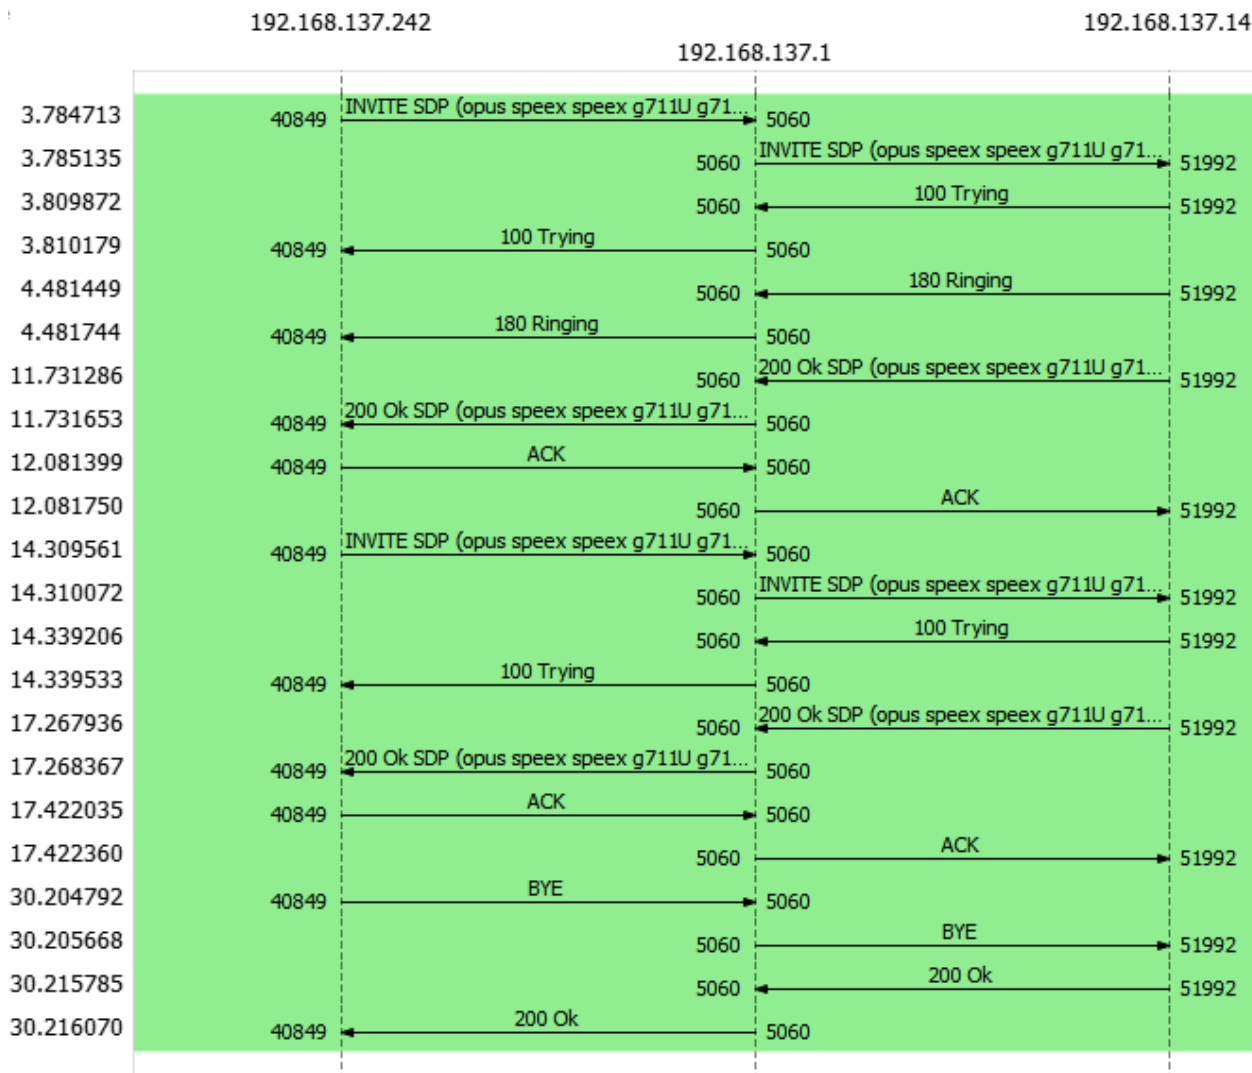 192.168.137.242 192.168.137.14
192.168.137.1
3.784713 40849 INVITE SDP (opus speex speex g711U g71... 5060
3.785135 5060 INVITE SDP (opus speex speex g711U g71... 51992
3.809872 5060 100 Trying 51992
3.810179 40849 100 Trying 5060
4.481449 5060 180 Ringing 51992
4.481744 40849 180 Ringing 5060
11.731286 5060 200 Ok SDP (opus speex speex g711U g71... 51992
11.731653 40849 200 Ok SDP (opus speex speex g711U g71... 5060
12.081399 40849 ACK 5060
12.081750 5060 ACK 51992
14.309561 40849 INVITE SDP (opus speex speex g711U g71... 5060
14.310072 5060 INVITE SDP (opus speex speex g711U g71... 51992
14.339206 5060 100 Trying 51992
14.339533 40849 100 Trying 5060
17.267936 5060 200 Ok SDP (opus speex speex g711U g71... 51992
17.268367 40849 200 Ok SDP (opus speex speex g711U g71... 5060
17.422035 40849 ACK 5060
17.422360 5060 ACK 51992
30.204792 40849 BYE 5060
30.205668 5060 BYE 51992
30.215785 5060 200 Ok 51992
30.216070 40849 200 Ok 5060